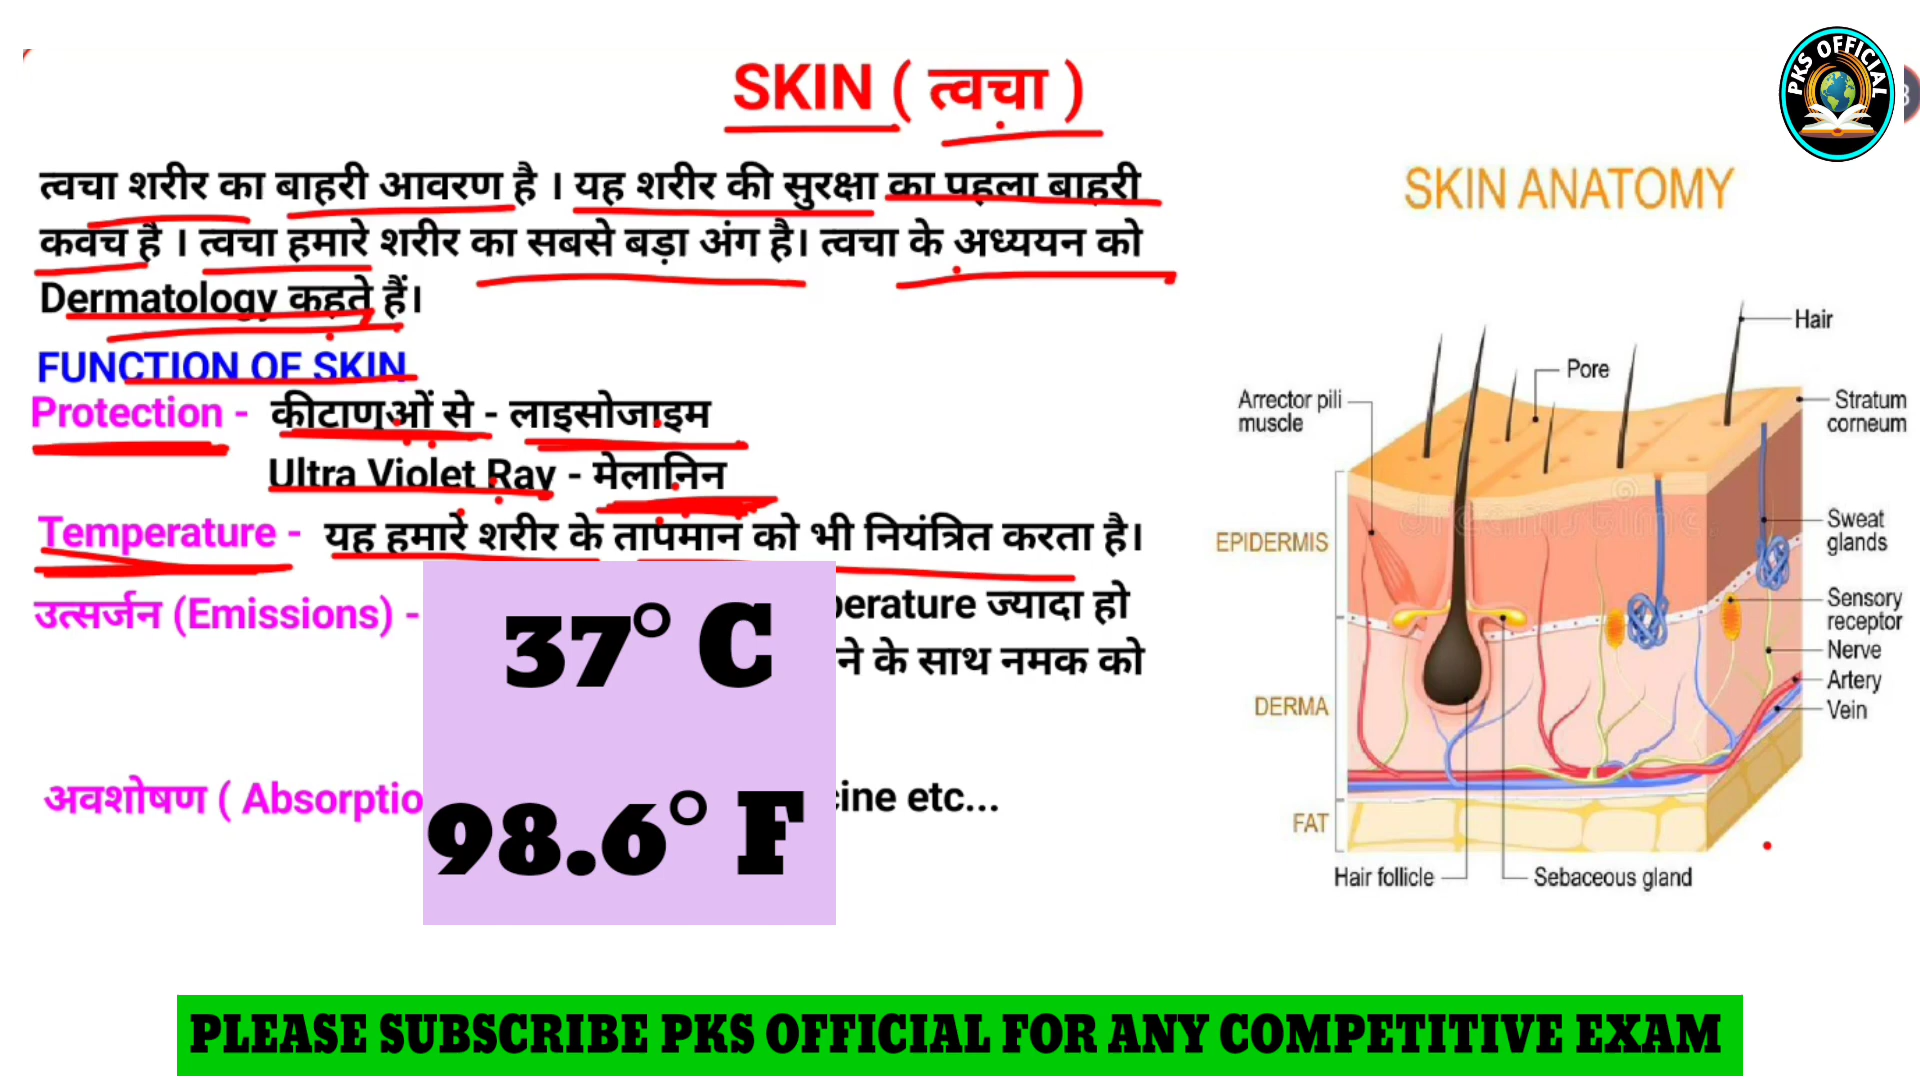 PKS OFFICIAL
SKIN ( त्वचा )
त्वचा शरीर का बाहरी आवरण है । यह शरीर की सुरक्षा का पहला बाहरी
कवच है । त्वचा हमारे शरीर का सबसे बड़ा अंग है। त्वचा के अध्ययन को
Dermatology कहते हैं।
FUNCTION OF SKIN
Protection - कीटाणुओं से - लाइसोजाइम
Ultra Violet Ray - मेलानिन
Temperature - यह हमारे शरीर के तापमान को भी नियंत्रित करता है।
उत्सर्जन (Emissions) -
perature ज्यादा हो
ने के साथ नमक को
अवशोषण ( Absorptio
cine etc...
37° C
98.6° F
SKIN ANATOMY
Hair
Pore
Arrector pili
muscle
Stratum
corneum
EPIDERMIS
Sweat
glands
Sensory
receptor
Nerve
Artery
Vein
DERMA
FAT
Hair follicle
Sebaceous gland
dreamstime.
PLEASE SUBSCRIBE PKS OFFICIAL FOR ANY COMPETITIVE EXAM